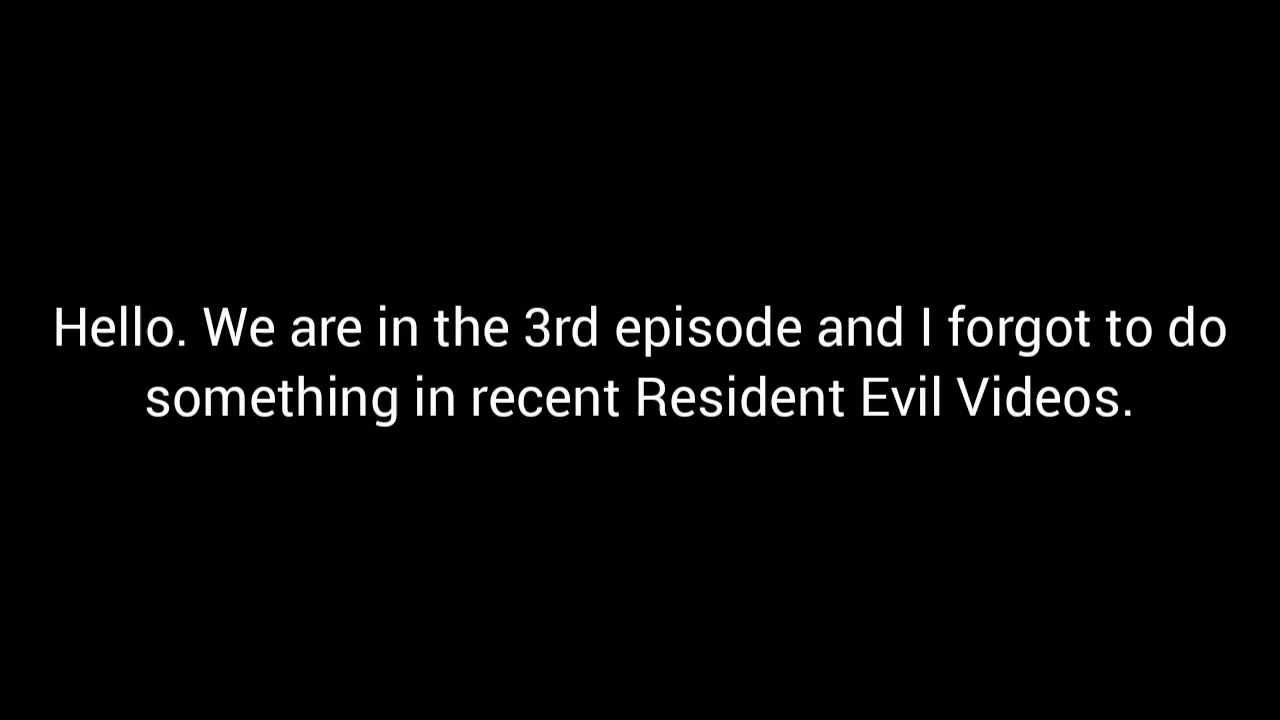 Hello. We are in the 3rd episode and I forgot to do
something in recent Resident Evil Videos.